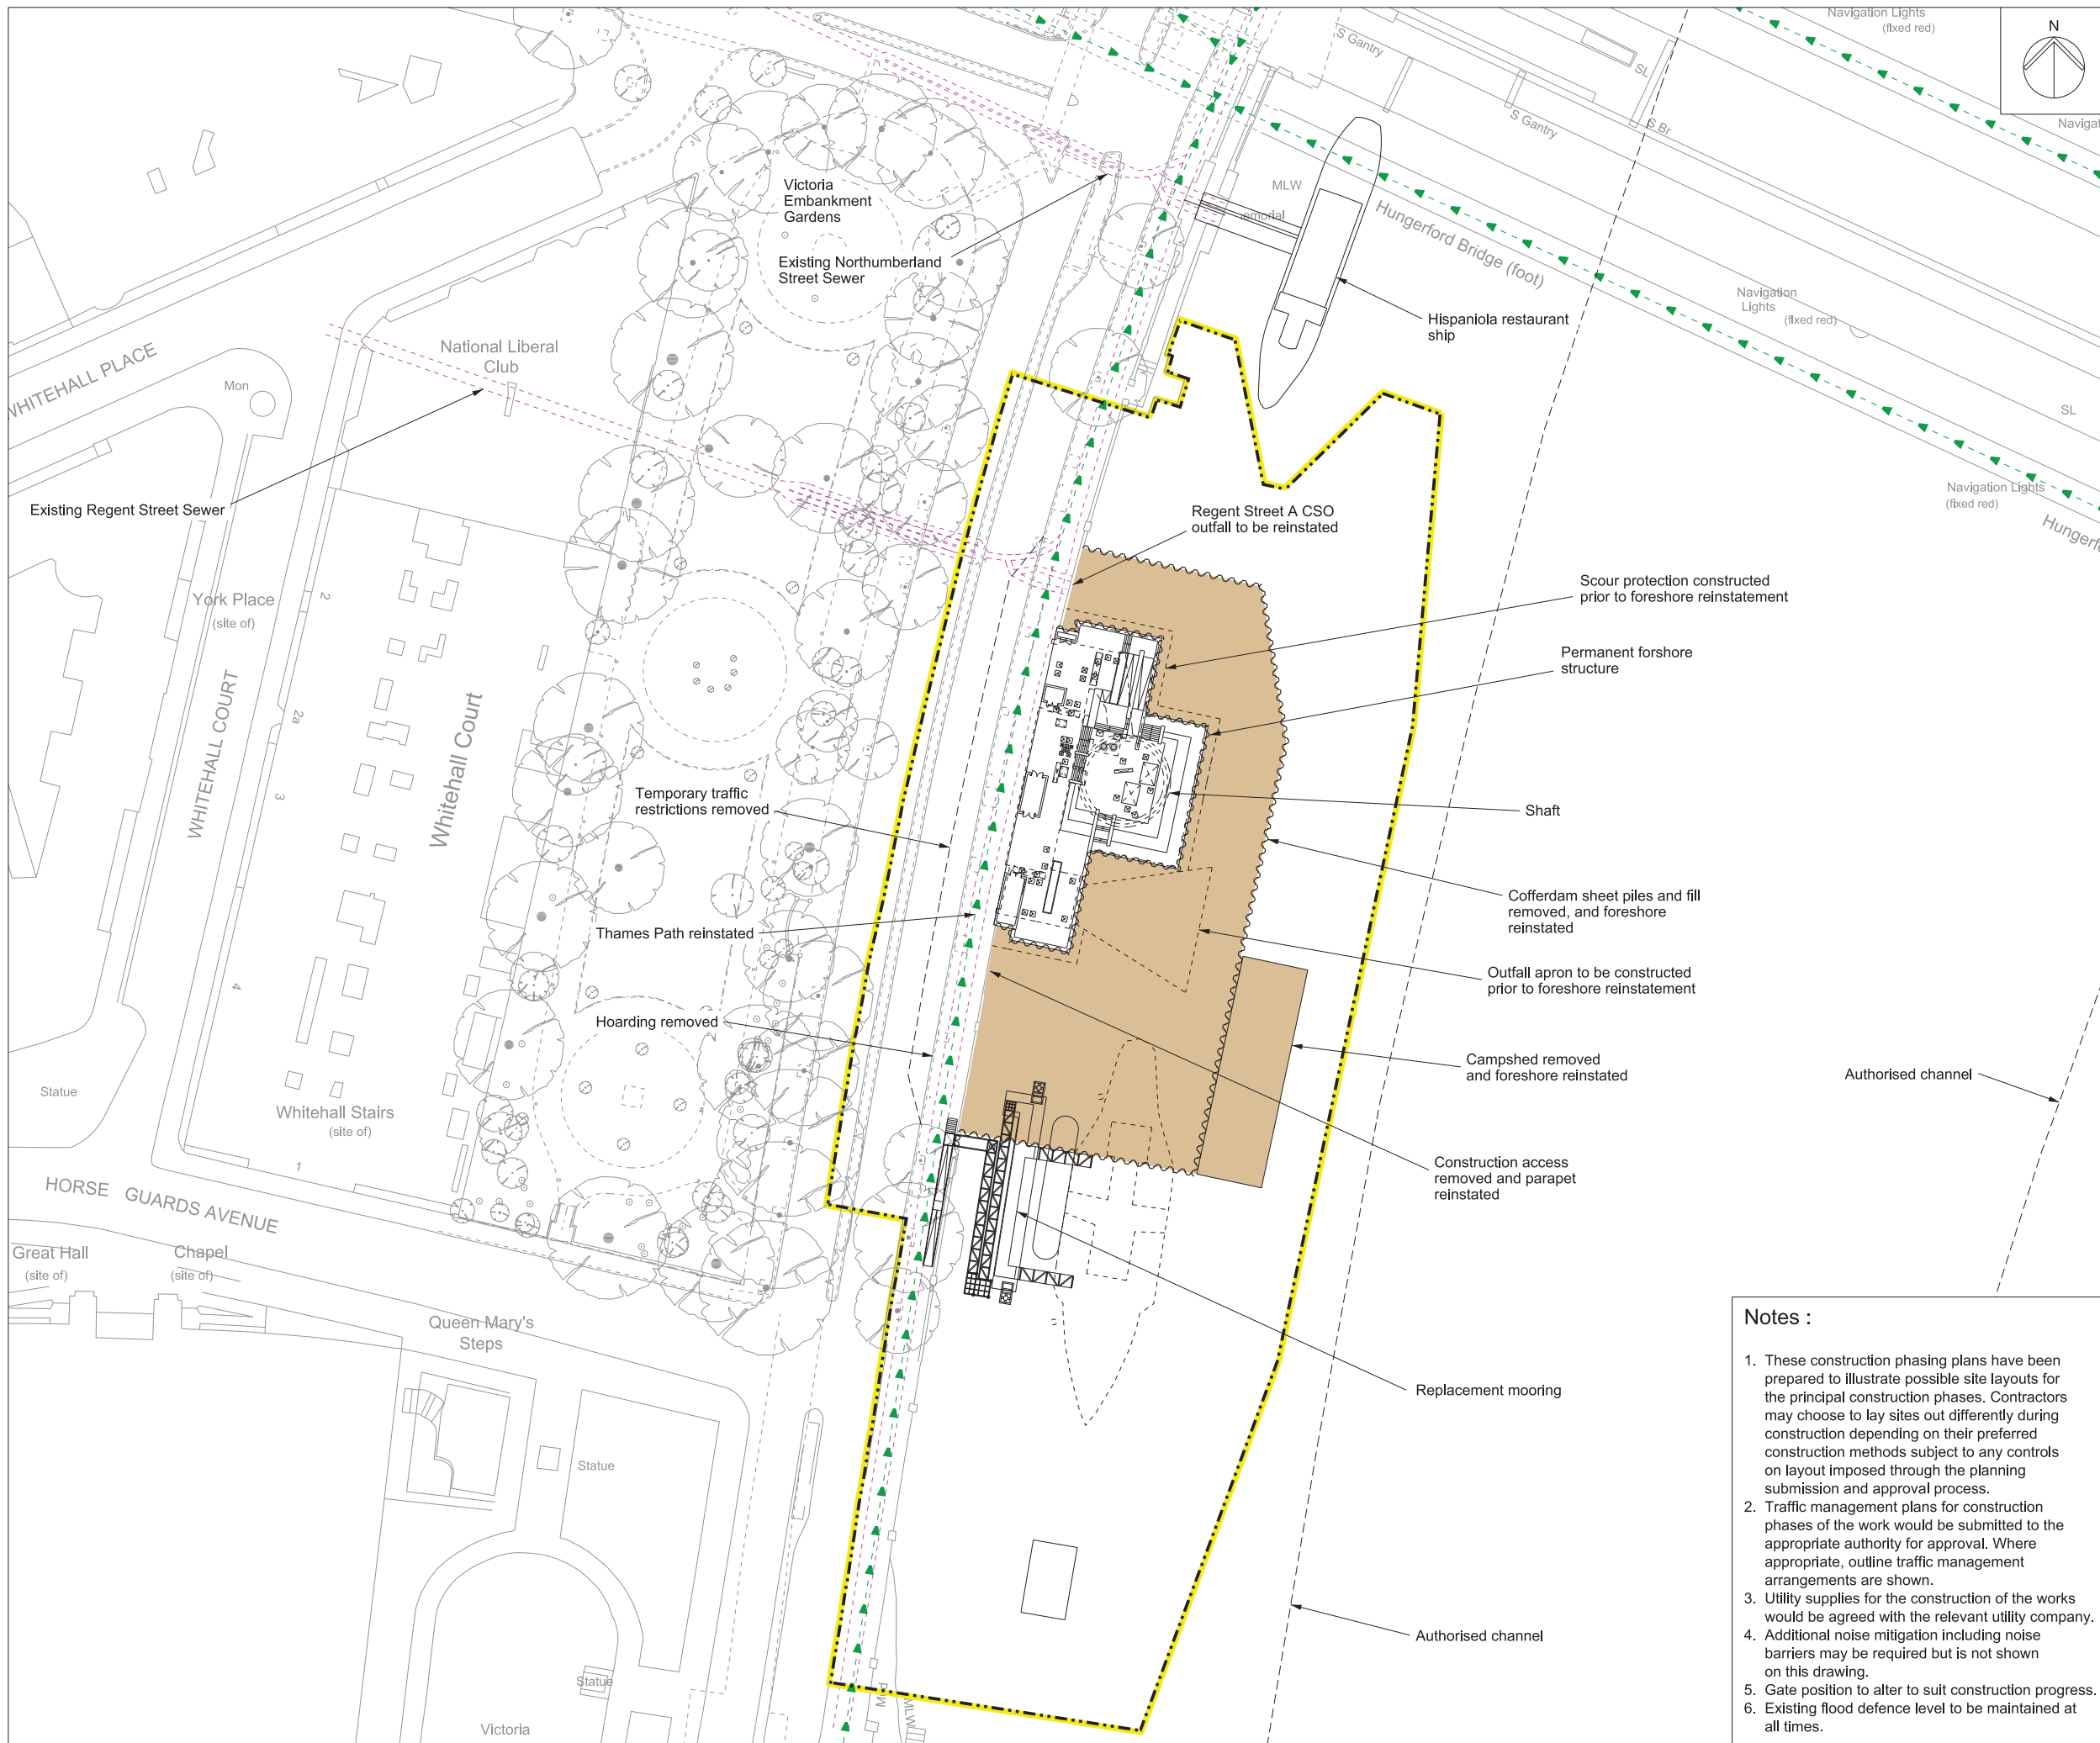 Navigation Lights
(fixed red)
N
S Gantry
SL
S Gantry
S Br
MLW
Victoria
Embankment
Gardens
Hungerford Bridge (foot)
Existing Northumberland
Street Sewer
Navigation
Lights
(fixed red)
Hispaniola restaurant
ship
National Liberal
Club
WHITEHALL PLACE
Mon
SL
Navigation Lights
(fixed red)
Existing Regent Street Sewer
Regent Street A CSO
outfall to be reinstated
Scour protection constructed
prior to foreshore reinstatement
York Place
(site of)
2
Permanent forshore
structure
WHITEHALL COURT
2a
Whitehall Court
3
Temporary traffic
restrictions removed
Shaft
Cofferdam sheet piles and fill
removed, and foreshore
reinstated
Thames Path reinstated
4
Outfall apron to be constructed
prior to foreshore reinstatement
Hoarding removed
Campshed removed
and foreshore reinstated
Authorised channel
Statue
Whitehall Stairs
(site of)
1
Construction access
removed and parapet
reinstated
HORSE GUARDS AVENUE
Great Hall
(site of)
Chapel
(site of)
Queen Mary's
Steps
Replacement mooring
Statue
Authorised channel
Statue
Victoria
MLW
Notes :
1. These construction phasing plans have been
prepared to illustrate possible site layouts for
the principal construction phases. Contractors
may choose to lay sites out differently during
construction depending on their preferred
construction methods subject to any controls
on layout imposed through the planning
submission and approval process.
2. Traffic management plans for construction
phases of the work would be submitted to the
appropriate authority for approval. Where
appropriate, outline traffic management
arrangements are shown.
3. Utility supplies for the construction of the works
would be agreed with the relevant utility company.
4. Additional noise mitigation including noise
barriers may be required but is not shown
on this drawing.
5. Gate position to alter to suit construction progress.
6. Existing flood defence level to be maintained at
all times.